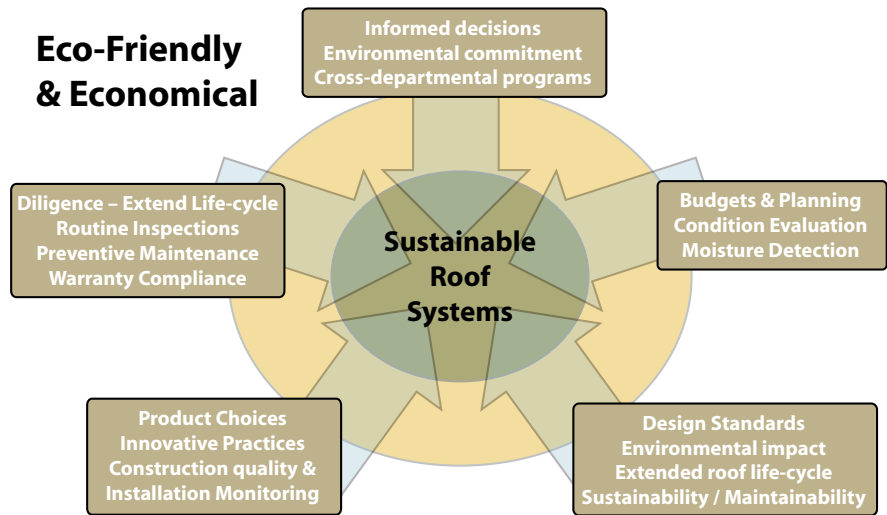 Eco-Friendly
& Economical
Informed decisions
Environmental commitment
Cross-departmental programs
Diligence – Extend Life-cycle
Routine Inspections
Preventive Maintenance
Warranty Compliance
Sustainable
Roof
Systems
Budgets & Planning
Condition Evaluation
Moisture Detection
Product Choices
Innovative Practices
Construction quality &
Installation Monitoring
Design Standards
Environmental impact
Extended roof life-cycle
Sustainability / Maintainability